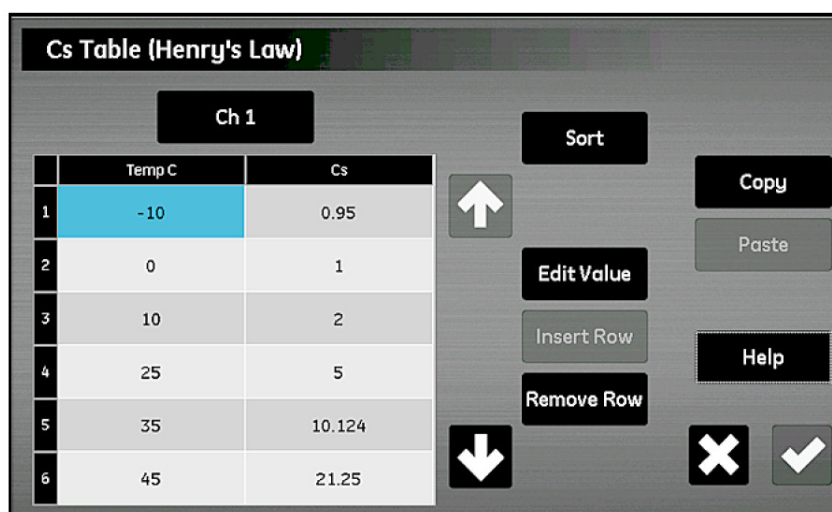 Cs Table (Henry's Law)
Ch 1
Sort
Copy
Paste
Temp C Cs
1 -10 0.95
2 0 1
3 10 2
4 25 5
5 35 10.124
6 45 21.25
Edit Value
Insert Row
Remove Row
Help